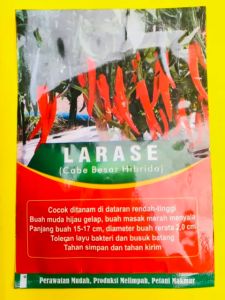 LARASE
(Cabe Besar Hibrida)
Cocok ditanam di dataran rendah-tinggi
Buah muda hijau gelap, buah masak merah menyala
Panjang buah 15-17 cm, diameter buah rerata 2,0 cm
Toleran layu bakteri dan busuk batang
Tahan simpan dan tahan kirim
Perawatan Mudah, Produksi Melimpah, Petani Makmur